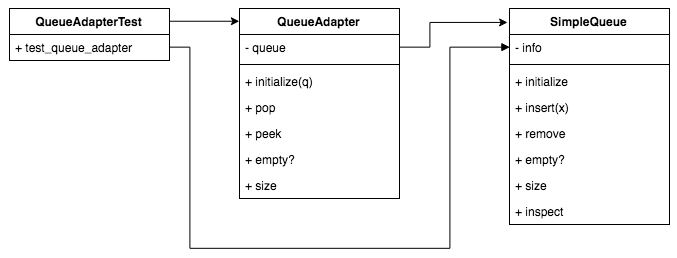 QueueAdapterTest
+ test_queue_adapter
QueueAdapter
- queue
+ initialize(q)
+ pop
+ peek
+ empty?
+ size
SimpleQueue
- info
+ initialize
+ insert(x)
+ remove
+ empty?
+ size
+ inspect